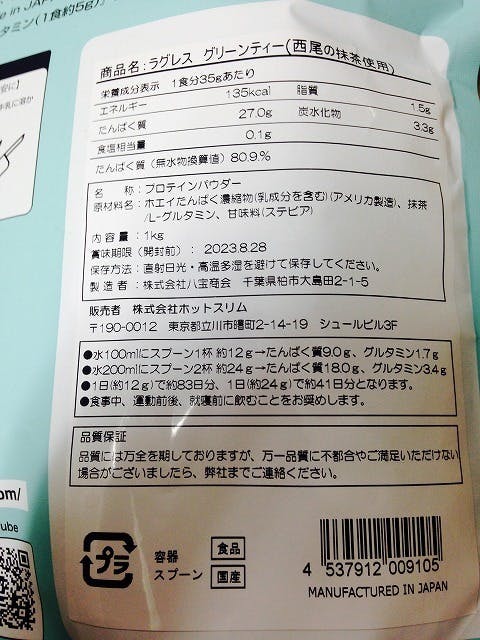 e in JAPA
タミン(1食約5g)
安に】
牛乳に溶か
商品名:ラグレス グリーンティー(西尾の抹茶使用)
栄養成分表示 1食分35gあたり
エネルギー 135kcal 脂質 1.5g
たんぱく質 27.0g 炭水化物 3.3g
食塩相当量 0.1g
たんぱく質(無水物換算値)80.9.%
名 称:プロテインパウダー
原材料名:ホエイたんぱく濃縮物(乳成分を含む)(アメリカ製造)、抹茶
/L-グルタミン、甘味料(ステビア)
内容量:1kg
賞味期限(開封前): 2023.8.28
保存方法:直射日光・高温多湿を避けて保存してください。
製造者:株式会社八宝商会 千葉県柏市大島田2-1-5
販売者 株式会社ホットスリム
〒190-0012 東京都立川市曙町2-14-19 シュールビル3F
●水100mlにスプーン1杯 約12g→たんぱく質9.0g、グルタミン1.7g
●水200mlにスプーン2杯 約24g→たんぱく質18.0g、グルタミン3.4g
●1日(約12g)で約83日分、1日(約24g)で約41日分となります。
●食事中、運動前後、就寝前に飲むことをお奨めします。
品質保証
品質には万全を期しておりますが、万一品質に不都合やご満足いただけない
場合がございましたら、弊社までご連絡ください。
om/
ube
プラ
容器
スプーン
食品
国産
4 537912 009105
MANUFACTURED IN JAPAN